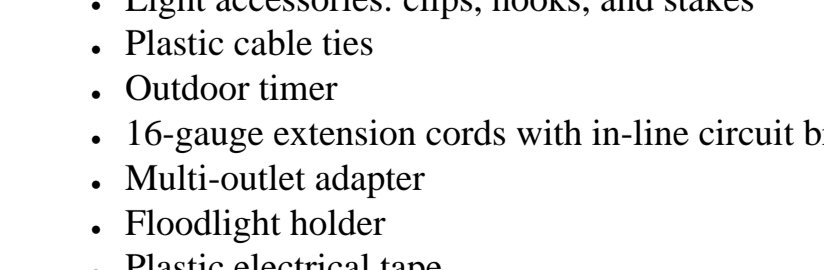 • Light accessories: clips, hooks, and stakes
• Plastic cable ties
• Outdoor timer
• 16-gauge extension cords with in-line circuit
• Multi-outlet adapter
• Floodlight holder
• Plastic electrical tape